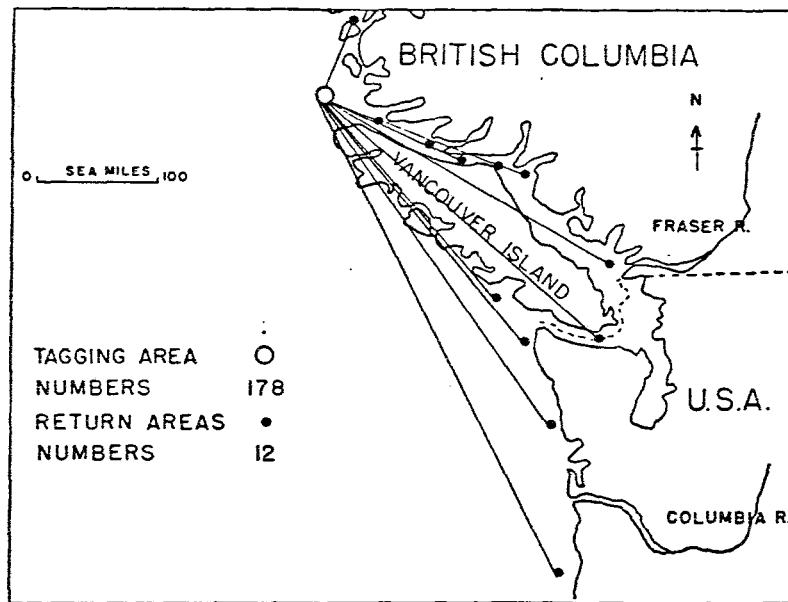 BRITISH COLUMBIA
N
0 SEA MILES 100
VANCOUVER ISLAND
FRASER R.
TAGGING AREA
NUMBERS 178
RETURN AREAS
NUMBERS 12
U.S.A.
COLUMBIA R.